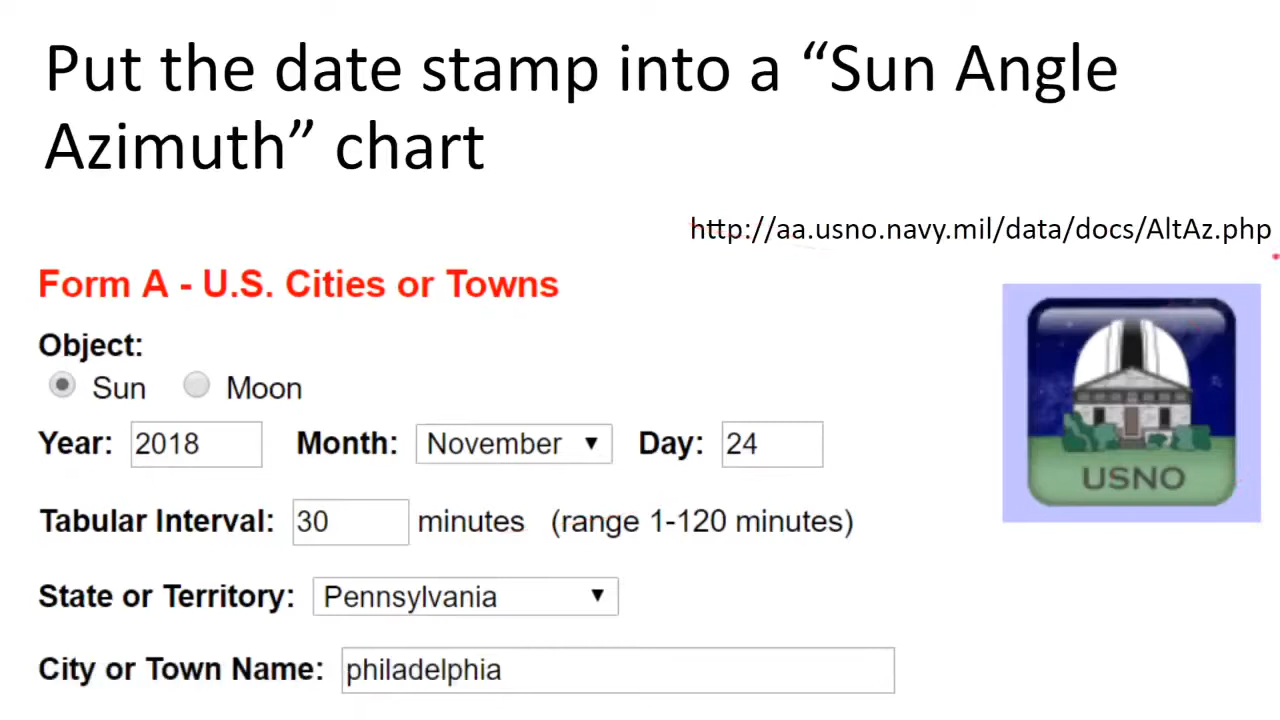 Put the date stamp into a “Sun Angle
Azimuth” chart
http://aa.usno.navy.mil/data/docs/AltAz.php
Form A - U.S. Cities or Towns
Object:
Sun Moon
Year: 2018 Month: November Day: 24
Tabular Interval: 30 minutes (range 1-120 minutes)
USNO
State or Territory: Pennsylvania
City or Town Name: philadelphia